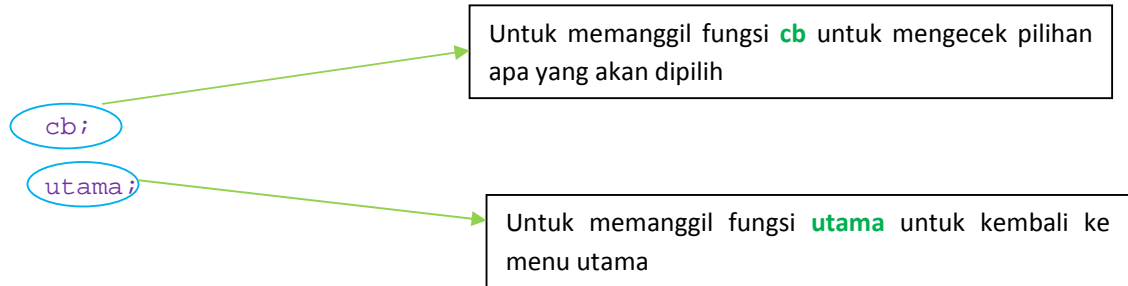 Untuk memanggil fungsi cb untuk mengecek pilihan
apa yang akan dipilih
cb;
utama;
Untuk memanggil fungsi utama untuk kembali ke
menu utama